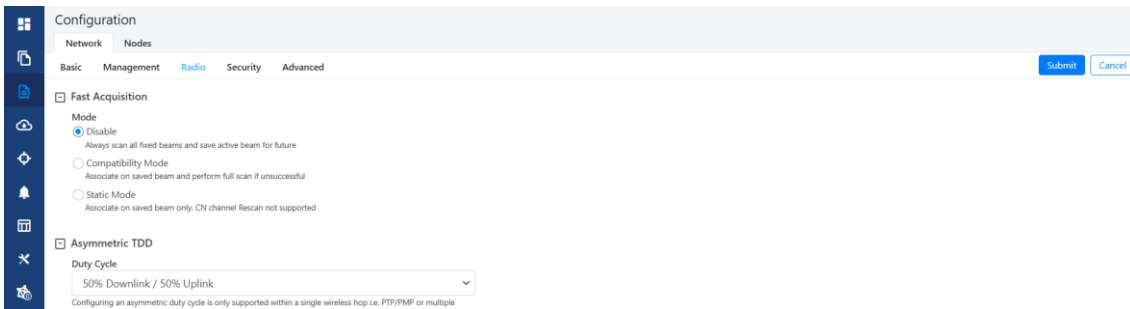 Configuration
Network Nodes
Basic Management Radio Security Advanced Submit Cancel
Fast Acquisition
Mode
Disable
Always scan all fixed beams and save active beam for future
Compatibility Mode
Associate on saved beam and perform full scan if unsuccessful
Static Mode
Associate on saved beam only. CN channel Rescan not supported
Asymmetric TDD
Duty Cycle
50% Downlink / 50% Uplink
Configuring an asymmetric duty cycle is only supported within a single wireless hop i.e. PTP/PMP or multiple